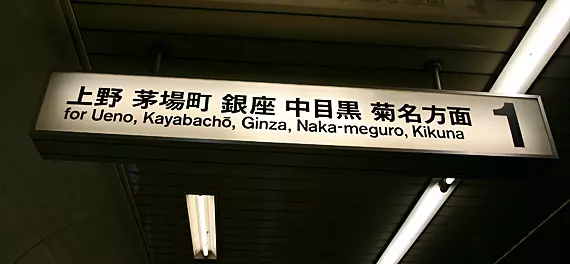 上野 茅場町 銀座 中目黒 菊名方面 1
for Ueno, Kayabachō, Ginza, Naka-meguro, Kikuna